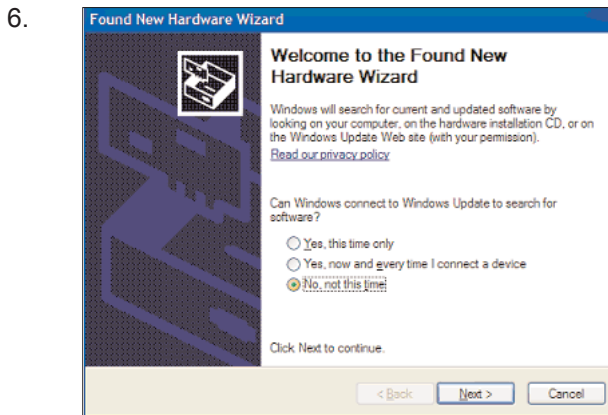 6.
Found New Hardware Wizard
Welcome to the Found New
Hardware Wizard
Windows will search for current and updated software by
looking on your computer, on the hardware installation CD, or on
the Windows Update Web site (with your permission).
Read our privacy policy
Can Windows connect to Windows Update to search for
software?
Yes, this time only
Yes, now and every time I connect a device
No, not this time
Click Next to continue.
< Back Next > Cancel